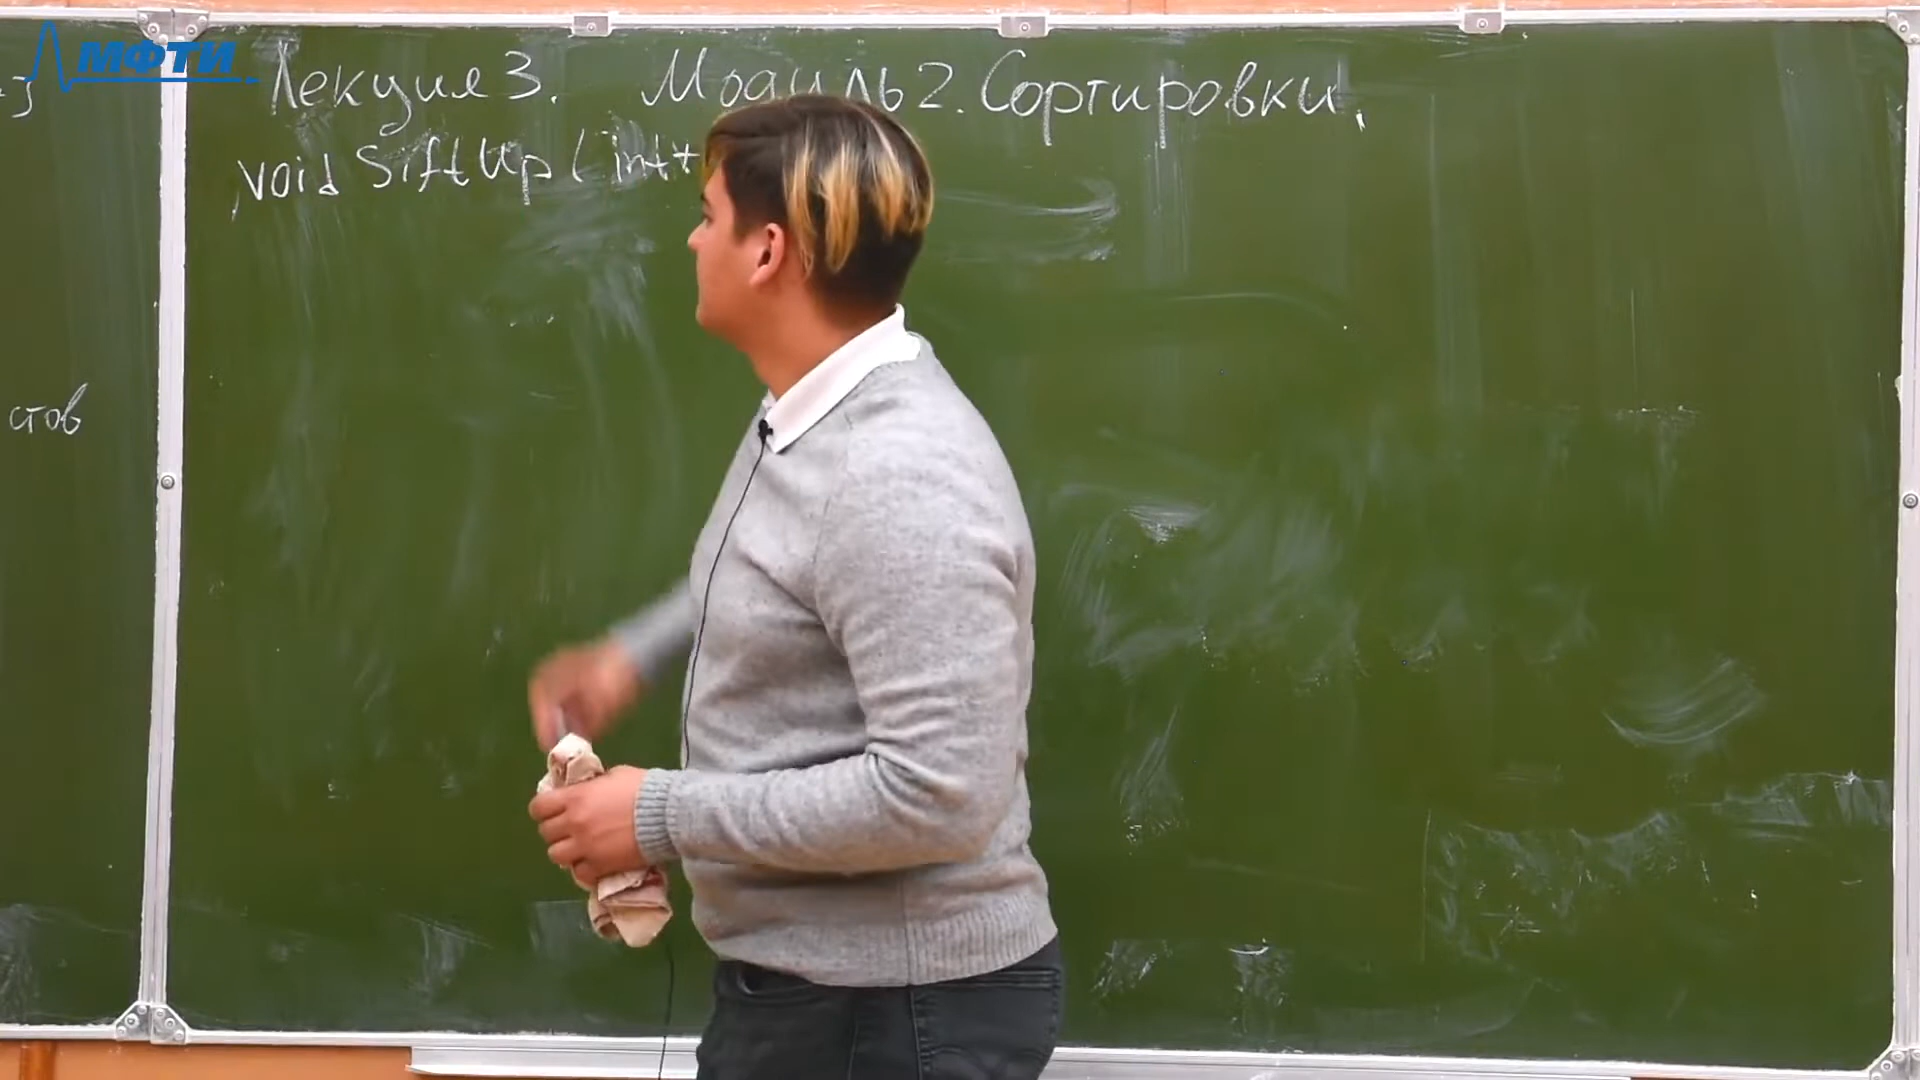 МФТИ
Лекция 3. Модуль 2. Сортировки.
void SiftUp (int*
стов